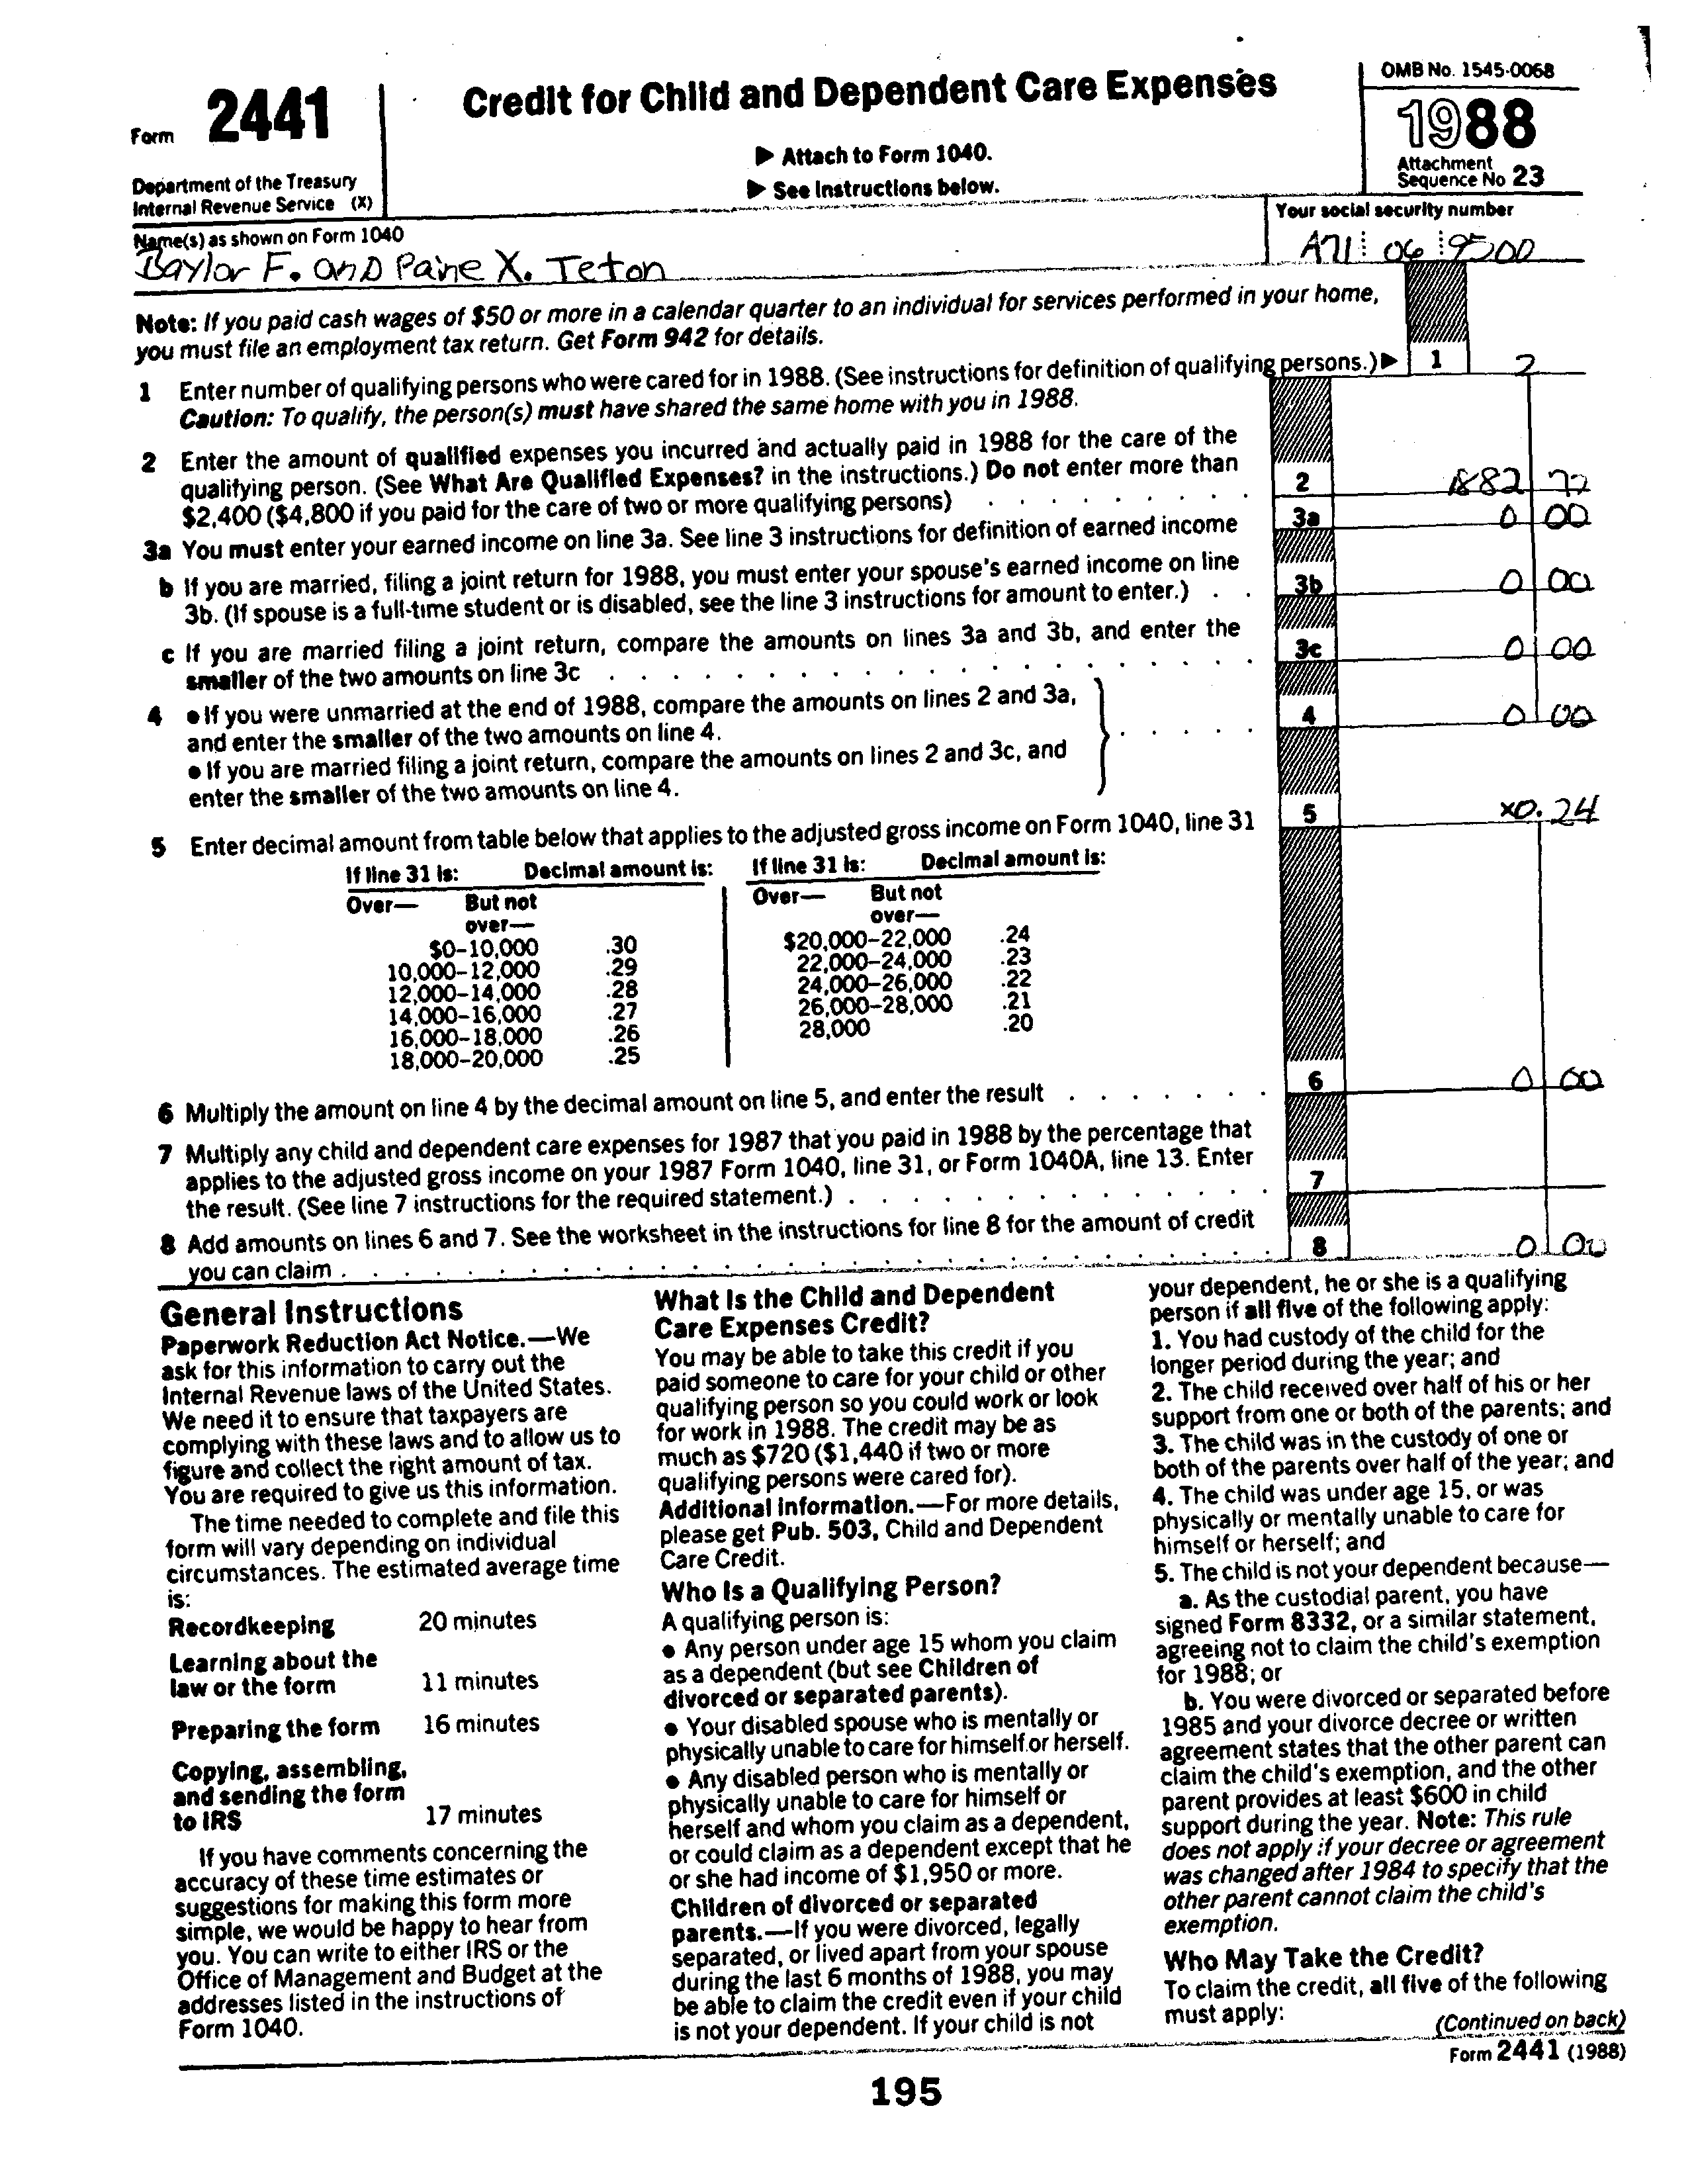 Form 2441
Department of the Treasury
Internal Revenue Service (X)
Credit for Child and Dependent Care Expenses
▶ Attach to Form 1040.
▶ See Instructions below.
OMB No. 1545-0068
1988
Attachment
Sequence No 23
Name(s) as shown on Form 1040
Baylor F. and Paine X. Teton
Your social security number
A71 06 9500
Note: If you paid cash wages of $50 or more in a calendar quarter to an individual for services performed in your home,
you must file an employment tax return. Get Form 942 for details.
1 Enter number of qualifying persons who were cared for in 1988. (See instructions for definition of qualifying persons.) ▶ 1 2
Caution: To qualify, the person(s) must have shared the same home with you in 1988.
2 Enter the amount of qualified expenses you incurred and actually paid in 1988 for the care of the
qualifying person. (See What Are Qualified Expenses? in the instructions.) Do not enter more than
$2,400 ($4,800 if you paid for the care of two or more qualifying persons) . . . . . . . . 2 1882 72
3a You must enter your earned income on line 3a. See line 3 instructions for definition of earned income 3a 0 00
b If you are married, filing a joint return for 1988, you must enter your spouse's earned income on line
3b. (If spouse is a full-time student or is disabled, see the line 3 instructions for amount to enter.) . . 3b 0 00
c If you are married filing a joint return, compare the amounts on lines 3a and 3b, and enter the
smaller of the two amounts on line 3c . . . . . . . . . . . . . . . . 3c 0 00
4 ● If you were unmarried at the end of 1988, compare the amounts on lines 2 and 3a,
and enter the smaller of the two amounts on line 4. . . . . . 4 0 00
● If you are married filing a joint return, compare the amounts on lines 2 and 3c, and
enter the smaller of the two amounts on line 4.
5 Enter decimal amount from table below that applies to the adjusted gross income on Form 1040, line 31 5 x0. 24
If line 31 is: Decimal amount is: If line 31 is: Decimal amount is:
Over— But not over— Over— But not over—
$0–10,000 .30 $20,000–22,000 .24
10,000–12,000 .29 22,000–24,000 .23
12,000–14,000 .28 24,000–26,000 .22
14,000–16,000 .27 26,000–28,000 .21
16,000–18,000 .26 28,000 .20
18,000–20,000 .25
6 Multiply the amount on line 4 by the decimal amount on line 5, and enter the result . . . . . . . 6 0 00
7 Multiply any child and dependent care expenses for 1987 that you paid in 1988 by the percentage that
applies to the adjusted gross income on your 1987 Form 1040, line 31, or Form 1040A, line 13. Enter
the result. (See line 7 instructions for the required statement.) . . . . . . . . . . . . . 7
8 Add amounts on lines 6 and 7. See the worksheet in the instructions for line 8 for the amount of credit
you can claim . . . . . . . . . . . . . . . . . . . . . . . 8 0 00
General Instructions
Paperwork Reduction Act Notice.—We
ask for this information to carry out the
Internal Revenue laws of the United States.
We need it to ensure that taxpayers are
complying with these laws and to allow us to
figure and collect the right amount of tax.
You are required to give us this information.
The time needed to complete and file this
form will vary depending on individual
circumstances. The estimated average time
is:
Recordkeeping 20 minutes
Learning about the
law or the form 11 minutes
Preparing the form 16 minutes
Copying, assembling,
and sending the form
to IRS 17 minutes
If you have comments concerning the
accuracy of these time estimates or
suggestions for making this form more
simple, we would be happy to hear from
you. You can write to either IRS or the
Office of Management and Budget at the
addresses listed in the instructions of
Form 1040.
What Is the Child and Dependent
Care Expenses Credit?
You may be able to take this credit if you
paid someone to care for your child or other
qualifying person so you could work or look
for work in 1988. The credit may be as
much as $720 ($1,440 if two or more
qualifying persons were cared for).
Additional Information.—For more details,
please get Pub. 503, Child and Dependent
Care Credit.
Who Is a Qualifying Person?
A qualifying person is:
● Any person under age 15 whom you claim
as a dependent (but see Children of
divorced or separated parents).
● Your disabled spouse who is mentally or
physically unable to care for himself or herself.
● Any disabled person who is mentally or
physically unable to care for himself or
herself and whom you claim as a dependent,
or could claim as a dependent except that he
or she had income of $1,950 or more.
Children of divorced or separated
parents.—If you were divorced, legally
separated, or lived apart from your spouse
during the last 6 months of 1988, you may
be able to claim the credit even if your child
is not your dependent. If your child is not
your dependent, he or she is a qualifying
person if all five of the following apply:
1. You had custody of the child for the
longer period during the year; and
2. The child received over half of his or her
support from one or both of the parents; and
3. The child was in the custody of one or
both of the parents over half of the year; and
4. The child was under age 15, or was
physically or mentally unable to care for
himself or herself; and
5. The child is not your dependent because—
a. As the custodial parent, you have
signed Form 8332, or a similar statement,
agreeing not to claim the child's exemption
for 1988; or
b. You were divorced or separated before
1985 and your divorce decree or written
agreement states that the other parent can
claim the child's exemption, and the other
parent provides at least $600 in child
support during the year. Note: This rule
does not apply if your decree or agreement
was changed after 1984 to specify that the
other parent cannot claim the child's
exemption.
Who May Take the Credit?
To claim the credit, all five of the following
must apply:
(Continued on back)
Form 2441 (1988)
195